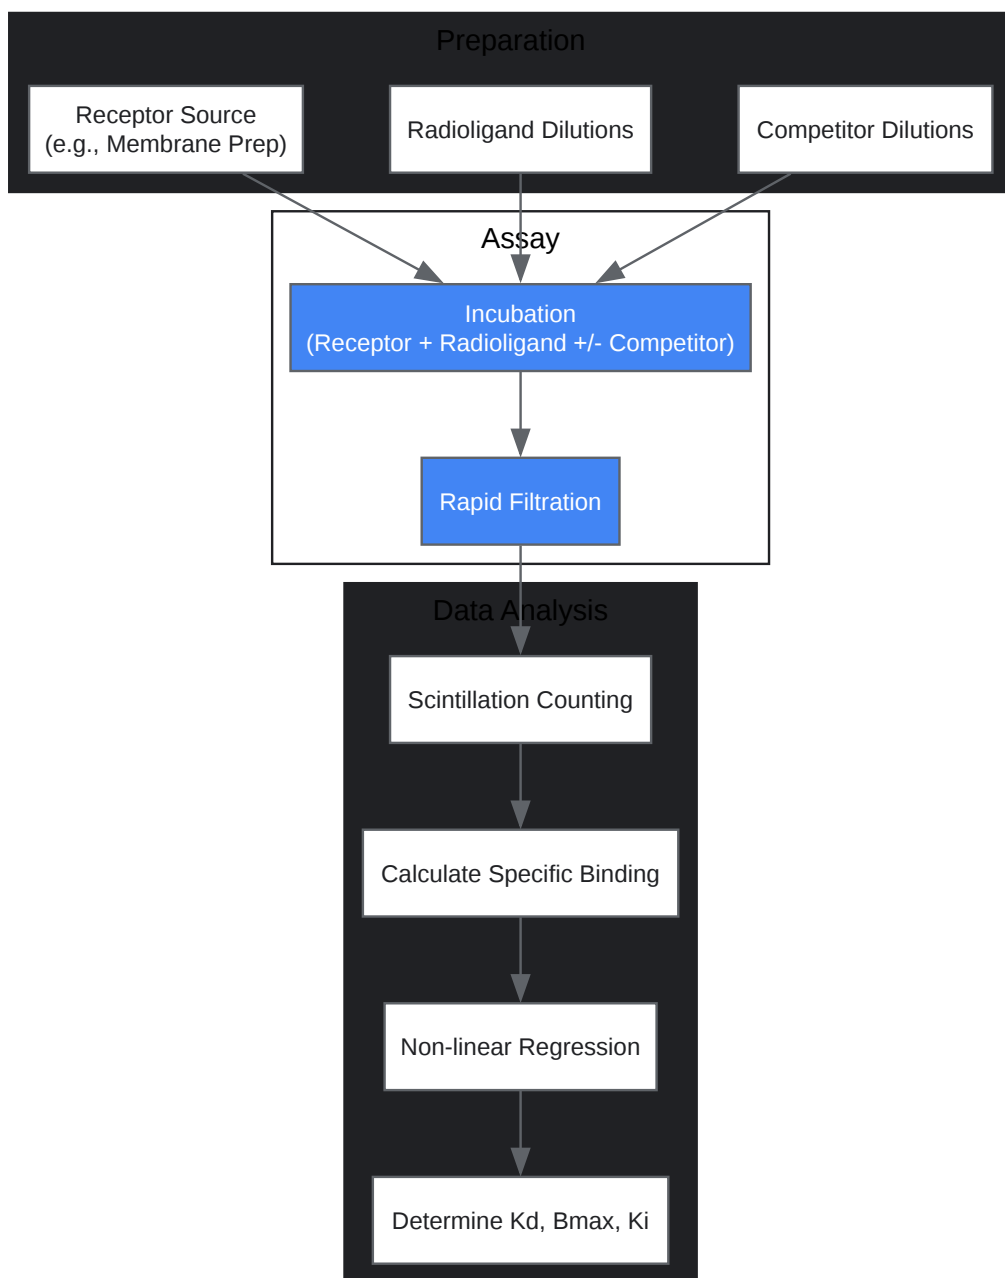 Preparation
Receptor Source
(e.g., Membrane Prep)
Radioligand Dilutions
Competitor Dilutions
Assay
Incubation
(Receptor + Radioligand +/- Competitor)
Rapid Filtration
Data Analysis
Scintillation Counting
Calculate Specific Binding
Non-linear Regression
Determine Kd, Bmax, Ki